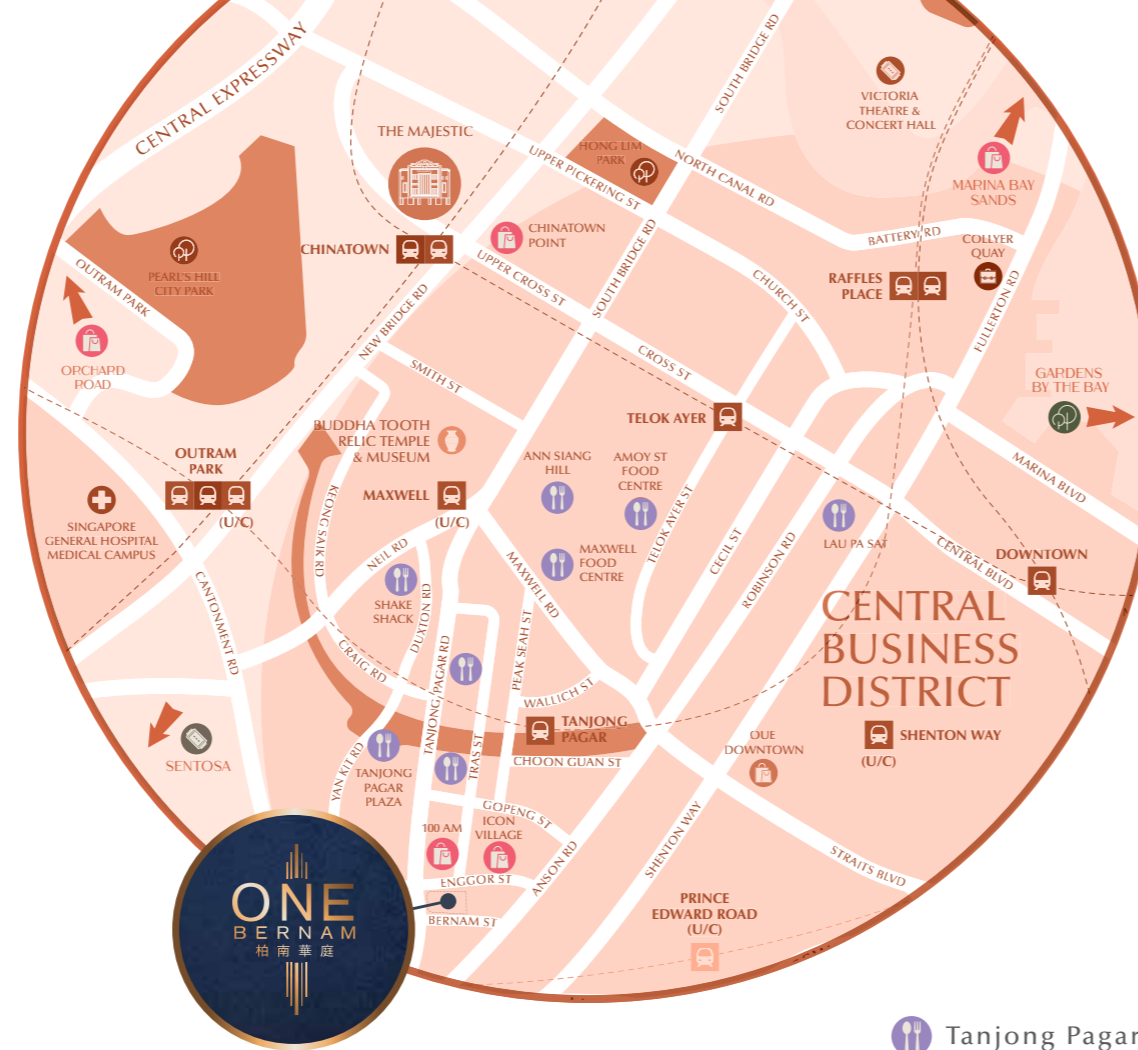 CENTRAL EXPRESSWAY
SOUTH BRIDGE RD
VICTORIA
THEATRE &
CONCERT HALL
THE MAJESTIC
HONG LIM
PARK
UPPER PICKERING ST
NORTH CANAL RD
MARINA BAY
SANDS
CHINATOWN
CHINATOWN
POINT
BATTERY RD
COLLYER
QUAY
PEARL'S HILL
CITY PARK
OUTRAM PARK
UPPER CROSS ST
SOUTH BRIDGE RD
CHURCH ST
RAFFLES
PLACE
FULLERTON RD
NEW BRIDGE RD
ORCHARD
ROAD
SMITH ST
CROSS ST
GARDENS
BY THE BAY
BUDDHA TOOTH
RELIC TEMPLE
& MUSEUM
TELOK AYER
OUTRAM
PARK
(U/C)
MAXWELL
(U/C)
ANN SIANG
HILL
AMOY ST
FOOD
CENTRE
MARINA BLVD
SINGAPORE
GENERAL HOSPITAL
MEDICAL CAMPUS
KEONG SAIK RD
NEIL RD
MAXWELL
FOOD
CENTRE
TELOK AYER ST
CECIL ST
ROBINSON RD
LAU PA SAT
CENTRAL BLVD
DOWNTOWN
CANTONMENT RD
SHAKE
SHACK
DUXTON RD
MAXWELL RD
CENTRAL
BUSINESS
DISTRICT
CRAIG RD
TANJONG PAGAR RD
PEAK SEAH ST
WALLICH ST
TANJONG
PAGAR
SENTOSA
YAN KIT RD
TANJONG
PAGAR
PLAZA
TRAS ST
CHOON GUAN ST
OUE
DOWNTOWN
SHENTON WAY
(U/C)
GOPENG ST
100 AM
ICON
VILLAGE
ANSON RD
SHENTON WAY
STRAITS BLVD
ENGGOR ST
BERNAM ST
PRINCE
EDWARD ROAD
(U/C)
ONE
BERNAM
柏南華庭
Tanjong Pagar